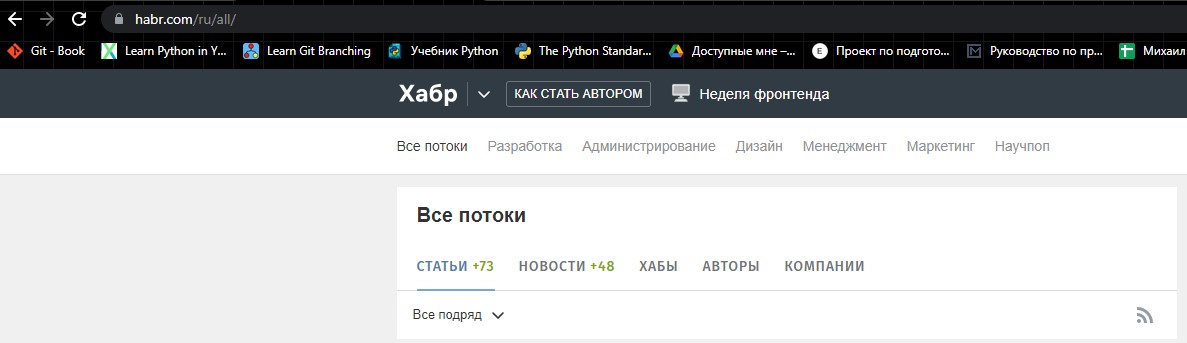 habr.com/ru/all/
Git - Book Learn Python in Y... Learn Git Branching Учебник Python The Python Standar... Доступные мне –... E Проект по подгото... Руководство по пр... Михаил
Хабр КАК СТАТЬ АВТОРОМ Неделя фронтенда
Все потоки Разработка Администрирование Дизайн Менеджмент Маркетинг Научпоп
Все потоки
СТАТЬИ +73 НОВОСТИ +48 ХАБЫ АВТОРЫ КОМПАНИИ
Все подряд